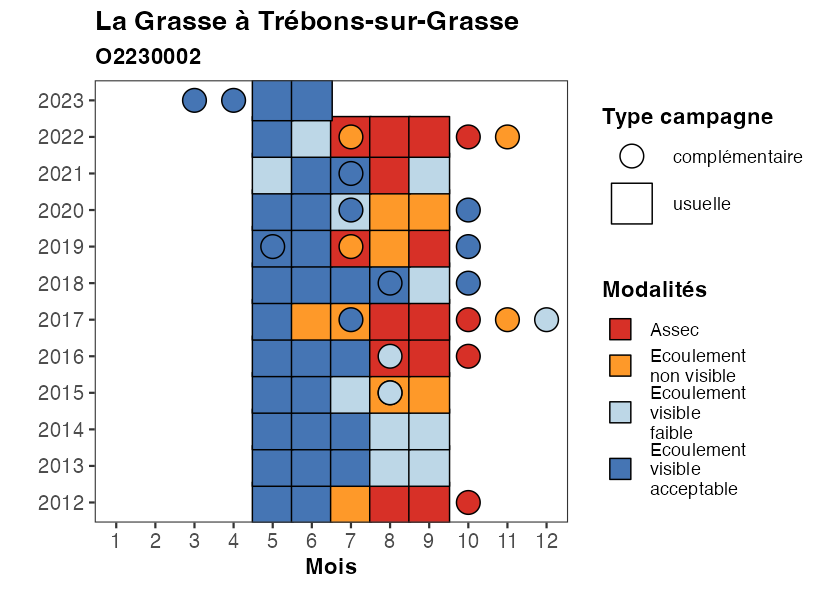 La Grasse à Trébons-sur-Grasse
O2230002
2023
2022
2021
2020
2019
2018
2017
2016
2015
2014
2013
2012
1 2 3 4 5 6 7 8 9 10 11 12
Mois
Type campagne
complémentaire
usuelle
Modalités
Assec
Ecoulement
non visible
Ecoulement
visible
faible
Ecoulement
visible
acceptable